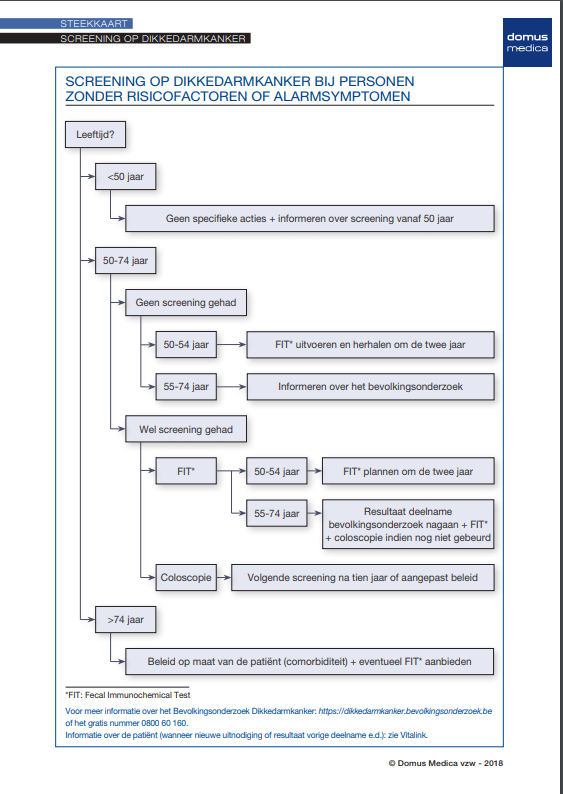 STEEKKAART
SCREENING OP DIKKEDARMKANKER
domus
medica
SCREENING OP DIKKEDARMKANKER BIJ PERSONEN
ZONDER RISICOFACTOREN OF ALARMSYMPTOMEN
Leeftijd?
<50 jaar
Geen specifieke acties + informeren over screening vanaf 50 jaar
50-74 jaar
Geen screening gehad
50-54 jaar
FIT* uitvoeren en herhalen om de twee jaar
55-74 jaar
Informeren over het bevolkingsonderzoek
Wel screening gehad
FIT*
50-54 jaar
FIT* plannen om de twee jaar
55-74 jaar
Resultaat deelname
bevolkingsonderzoek nagaan + FIT*
+ coloscopie indien nog niet gebeurd
Coloscopie
Volgende screening na tien jaar of aangepast beleid
>74 jaar
Beleid op maat van de patiënt (comorbiditeit) + eventueel FIT* aanbieden
*FIT: Fecal Immunochemical Test
Voor meer informatie over het Bevolkingsonderzoek Dikkedarmkanker: https://dikkedarmkanker.bevolkingsonderzoek.be
of het gratis nummer 0800 60 160.
Informatie over de patiënt (wanneer nieuwe uitnodiging of resultaat vorige deelname e.d.): zie Vitalink.
© Domus Medica vzw - 2018